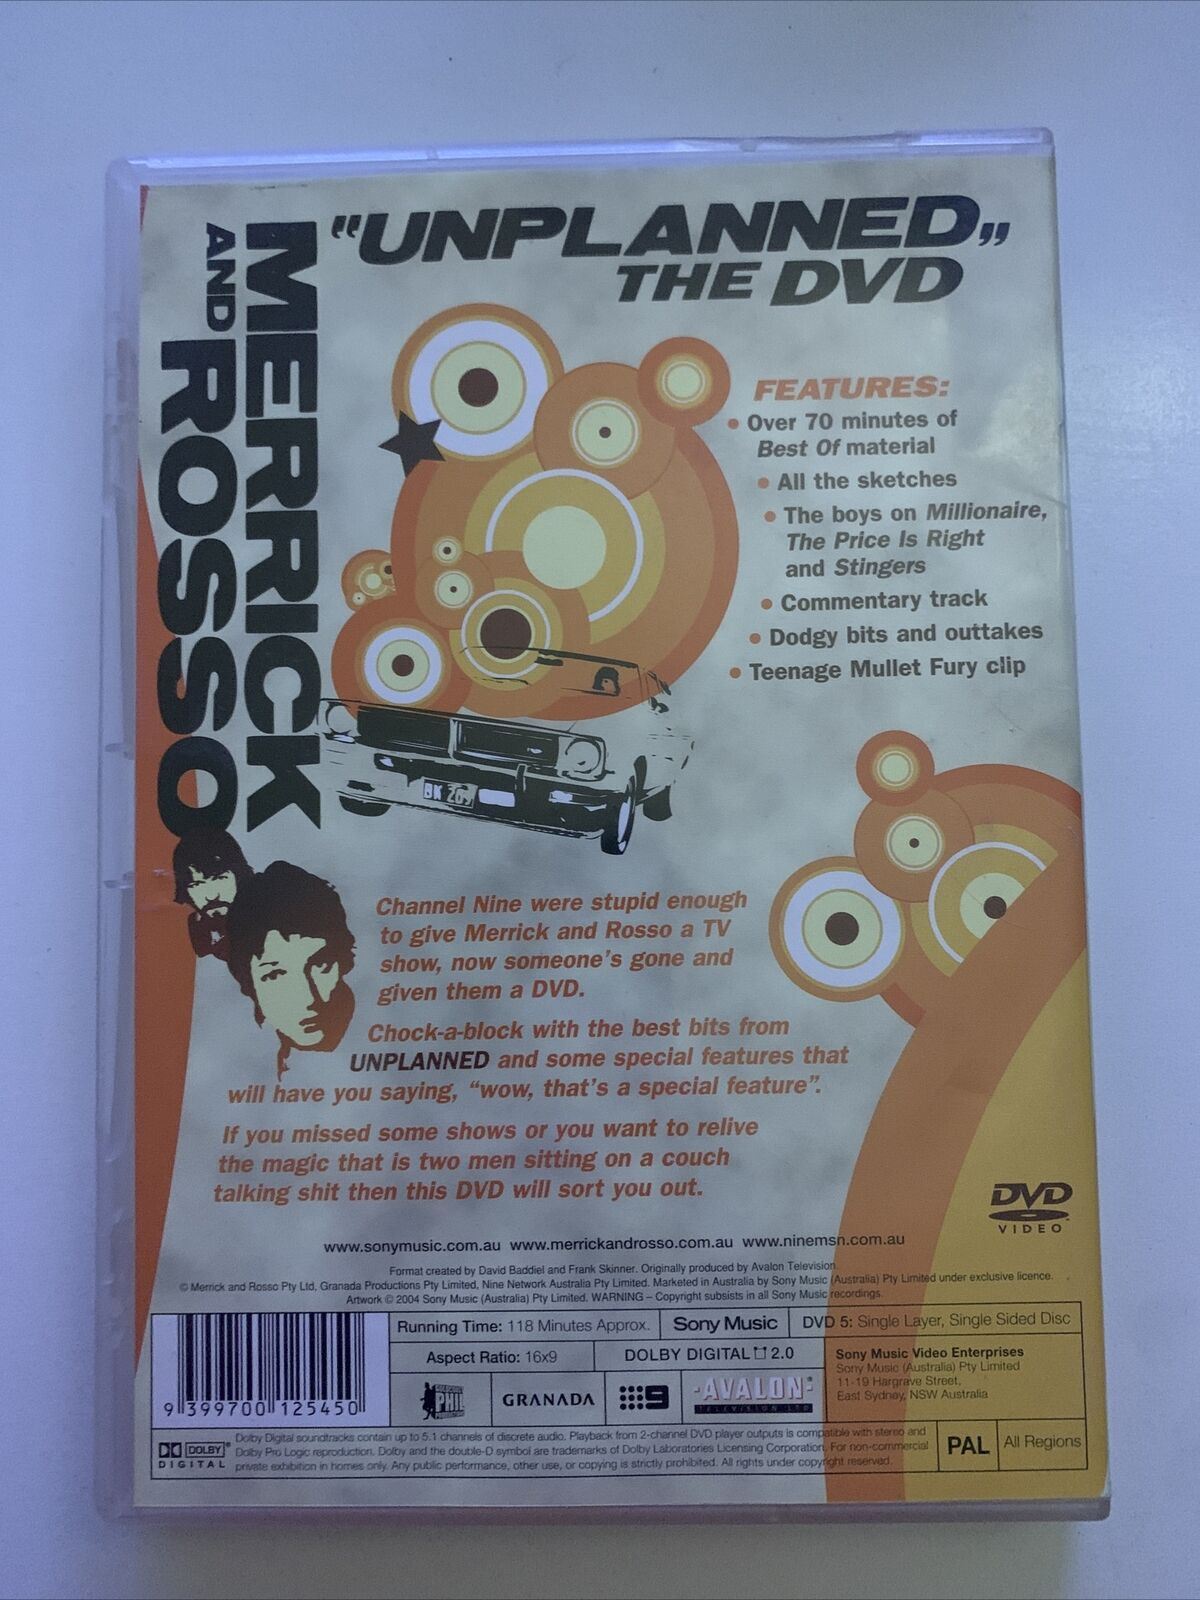 "UNPLANNED„
THE DVD
MERRICK
AND ROSSO
FEATURES:
• Over 70 minutes of
Best Of material
• All the sketches
• The boys on Millionaire,
The Price Is Right
and Stingers
• Commentary track
• Dodgy bits and outtakes
• Teenage Mullet Fury clip
Channel Nine were stupid enough
to give Merrick and Rosso a TV
show, now someone's gone and
given them a DVD.
Chock-a-block with the best bits from
UNPLANNED and some special features that
will have you saying, "wow, that's a special feature".
If you missed some shows or you want to relive
the magic that is two men sitting on a couch
talking shit then this DVD will sort you out.
DVD
VIDEO
www.sonymusic.com.au www.merrickandrosso.com.au www.ninemsn.com.au
Format created by David Baddiel and Frank Skinner. Originally produced by Avalon Television.
© Merrick and Rosso Pty Ltd, Granada Productions Pty Limited, Nine Network Australia Pty Limited. Marketed in Australia by Sony Music (Australia) Pty Limited under exclusive licence.
Artwork © 2004 Sony Music (Australia) Pty Limited. WARNING – Copyright subsists in all Sony Music recordings.
9 399700 125450
Running Time: 118 Minutes Approx.
Sony Music
DVD 5: Single Layer, Single Sided Disc
Aspect Ratio: 16x9
DOLBY DIGITAL 2.0
Sony Music Video Enterprises
Sony Music (Australia) Pty Limited
11-19 Hargrave Street,
East Sydney, NSW Australia
PHIL
GRANADA
9
AVALON
TELEVISION LTD
DOLBY
DIGITAL
Dolby Digital soundtracks contain up to 5.1 channels of discrete audio. Playback from 2-channel DVD player outputs is compatible with stereo and
Dolby Pro Logic reproduction. Dolby and the double-D symbol are trademarks of Dolby Laboratories Licensing Corporation. For non-commercial
private exhibition in homes only. Any public performance, other use, or copying is strictly prohibited. All rights under copyright reserved.
PAL
All Regions